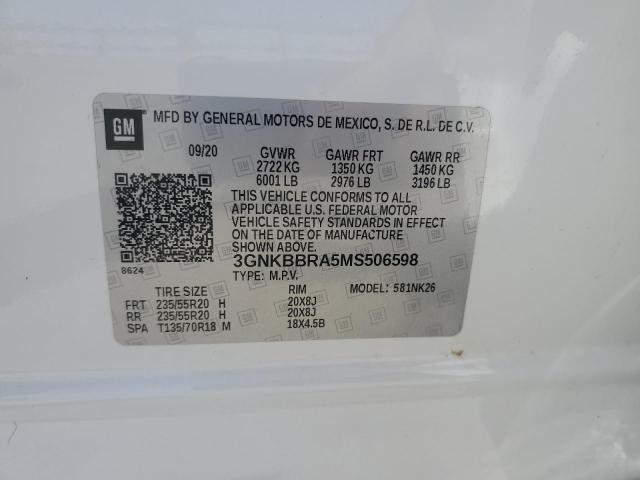 GM
MFD BY GENERAL MOTORS DE MEXICO, S. DE R.L. DE C.V.
09/20 GVWR GAWR FRT GAWR RR
2722 KG 1350 KG 1450 KG
6001 LB 2976 LB 3196 LB
THIS VEHICLE CONFORMS TO ALL
APPLICABLE U.S. FEDERAL MOTOR
VEHICLE SAFETY STANDARDS IN EFFECT
ON THE DATE OF MANUFACTURE
SHOWN ABOVE.
3GNKBBRA5MS506598
8624
TYPE: M.P.V. MODEL: 581NK26
TIRE SIZE RIM
FRT 235/55R20 H 20X8J
RR 235/55R20 H 20X8J
SPA T135/70R18 M 18X4.5B